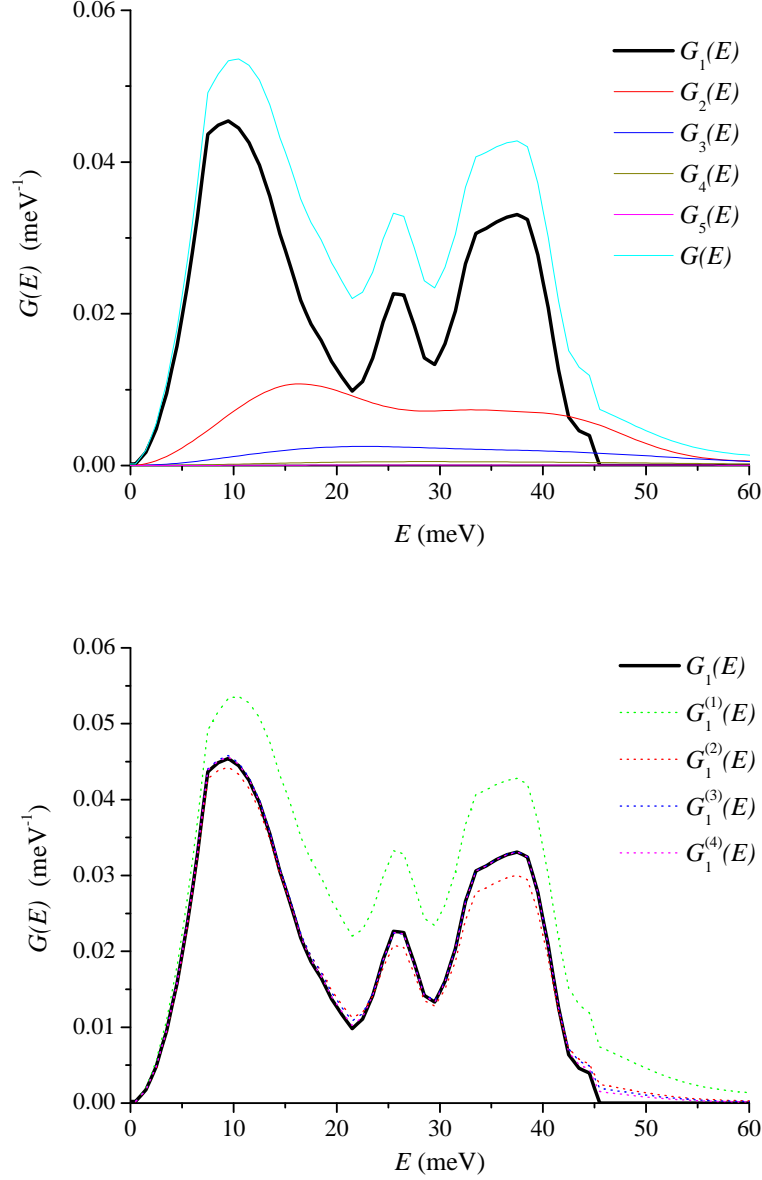 0.06
0.04
0.02
0.00
G(E) (meV⁻¹)
0 10 20 30 40 50 60
E (meV)
G₁(E)
G₂(E)
G₃(E)
G₄(E)
G₅(E)
G(E)
0.06
0.05
0.04
0.03
0.02
0.01
0.00
G(E) (meV⁻¹)
0 10 20 30 40 50 60
E (meV)
G₁(E)
G₁⁽¹⁾(E)
G₁⁽²⁾(E)
G₁⁽³⁾(E)
G₁⁽⁴⁾(E)